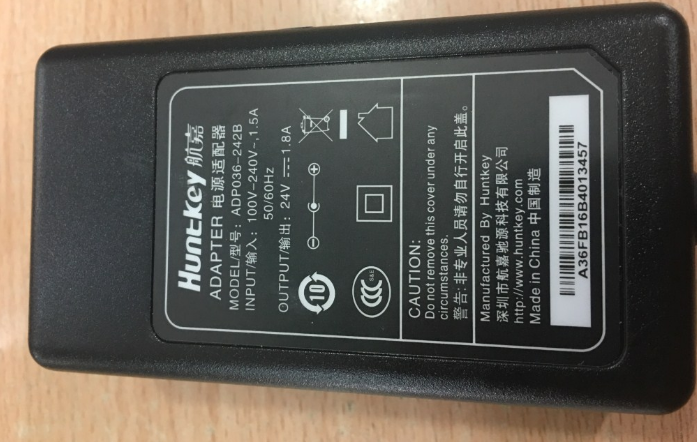 Huntkey 航嘉
ADAPTER 电源适配器
MODEL/型号: ADP036-242B
INPUT/输入: 100V-240V~,1.5A
50/60Hz
OUTPUT/输出: 24V ⎓ 1.8A
10
CCC
S&E
CAUTION:
Do not remove this cover under any
circumstances.
警告: 非专业人员请勿自行开启此盖。
Manufactured By Huntkey
深圳市航嘉驰源科技有限公司
http://www.huntkey.com
Made in China 中国制造
A36FB16B4013457